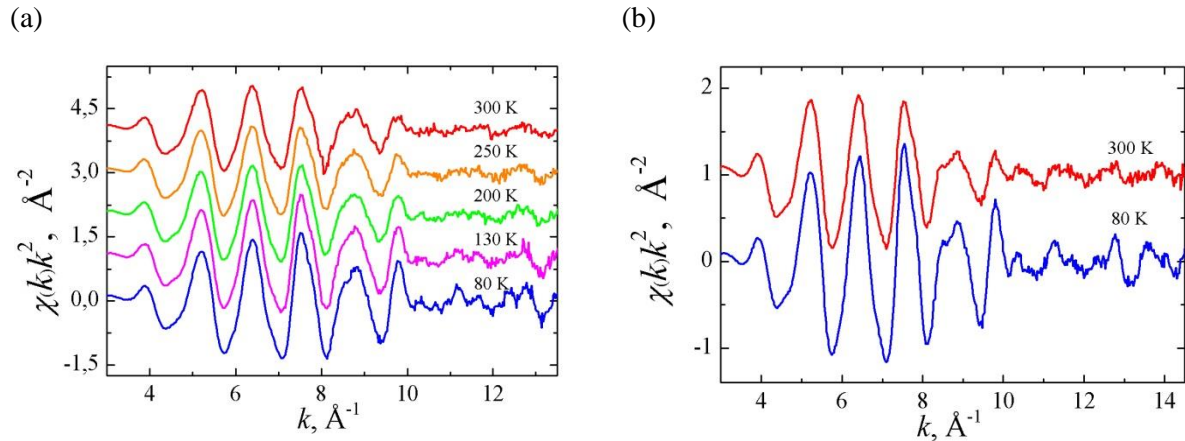 (a)
4,5
3,0
1,5
0,0
-1,5
χ(k)k², Å⁻²
300 K
250 K
200 K
130 K
80 K
4 6 8 10 12
k, Å⁻¹
(b)
2
1
0
-1
χ(k)k², Å⁻²
300 K
80 K
4 6 8 10 12 14
k, Å⁻¹